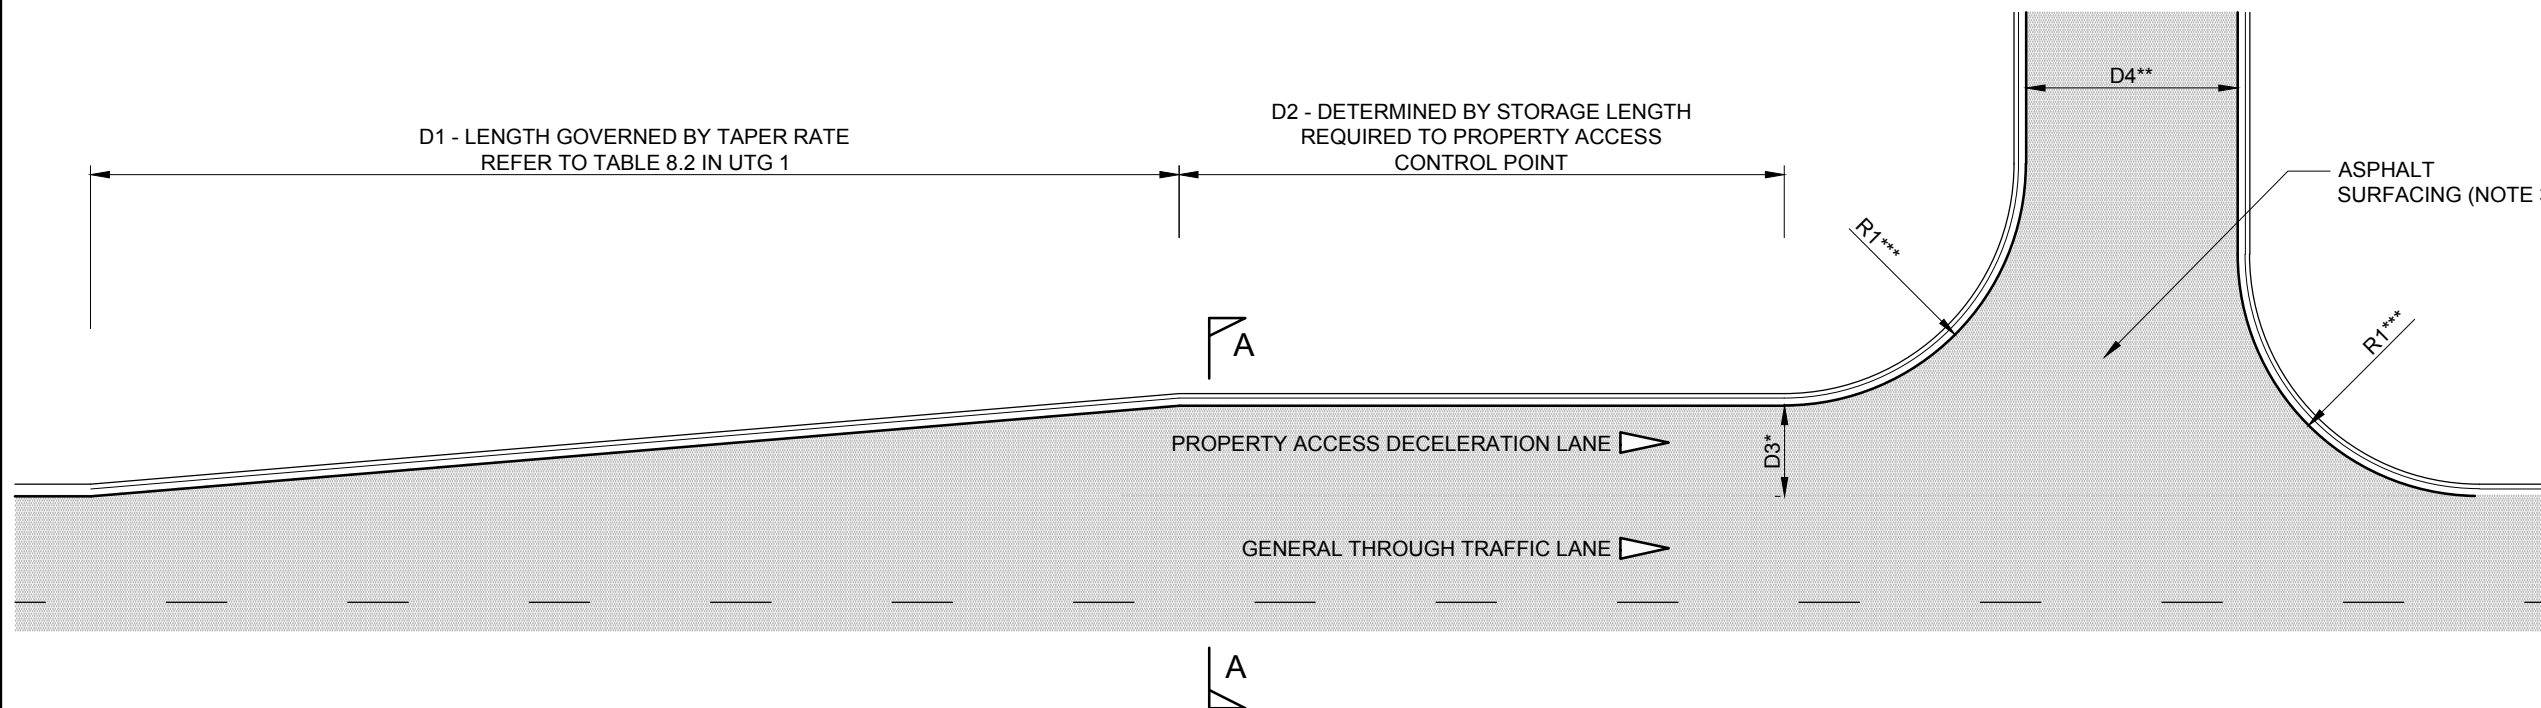 D4**
D2 - DETERMINED BY STORAGE LENGTH
REQUIRED TO PROPERTY ACCESS
CONTROL POINT
D1 - LENGTH GOVERNED BY TAPER RATE
REFER TO TABLE 8.2 IN UTG 1
ASPHALT
SURFACING (NOTE
R1***
R1***
A
PROPERTY ACCESS DECELERATION LANE
D3*
GENERAL THROUGH TRAFFIC LANE
A